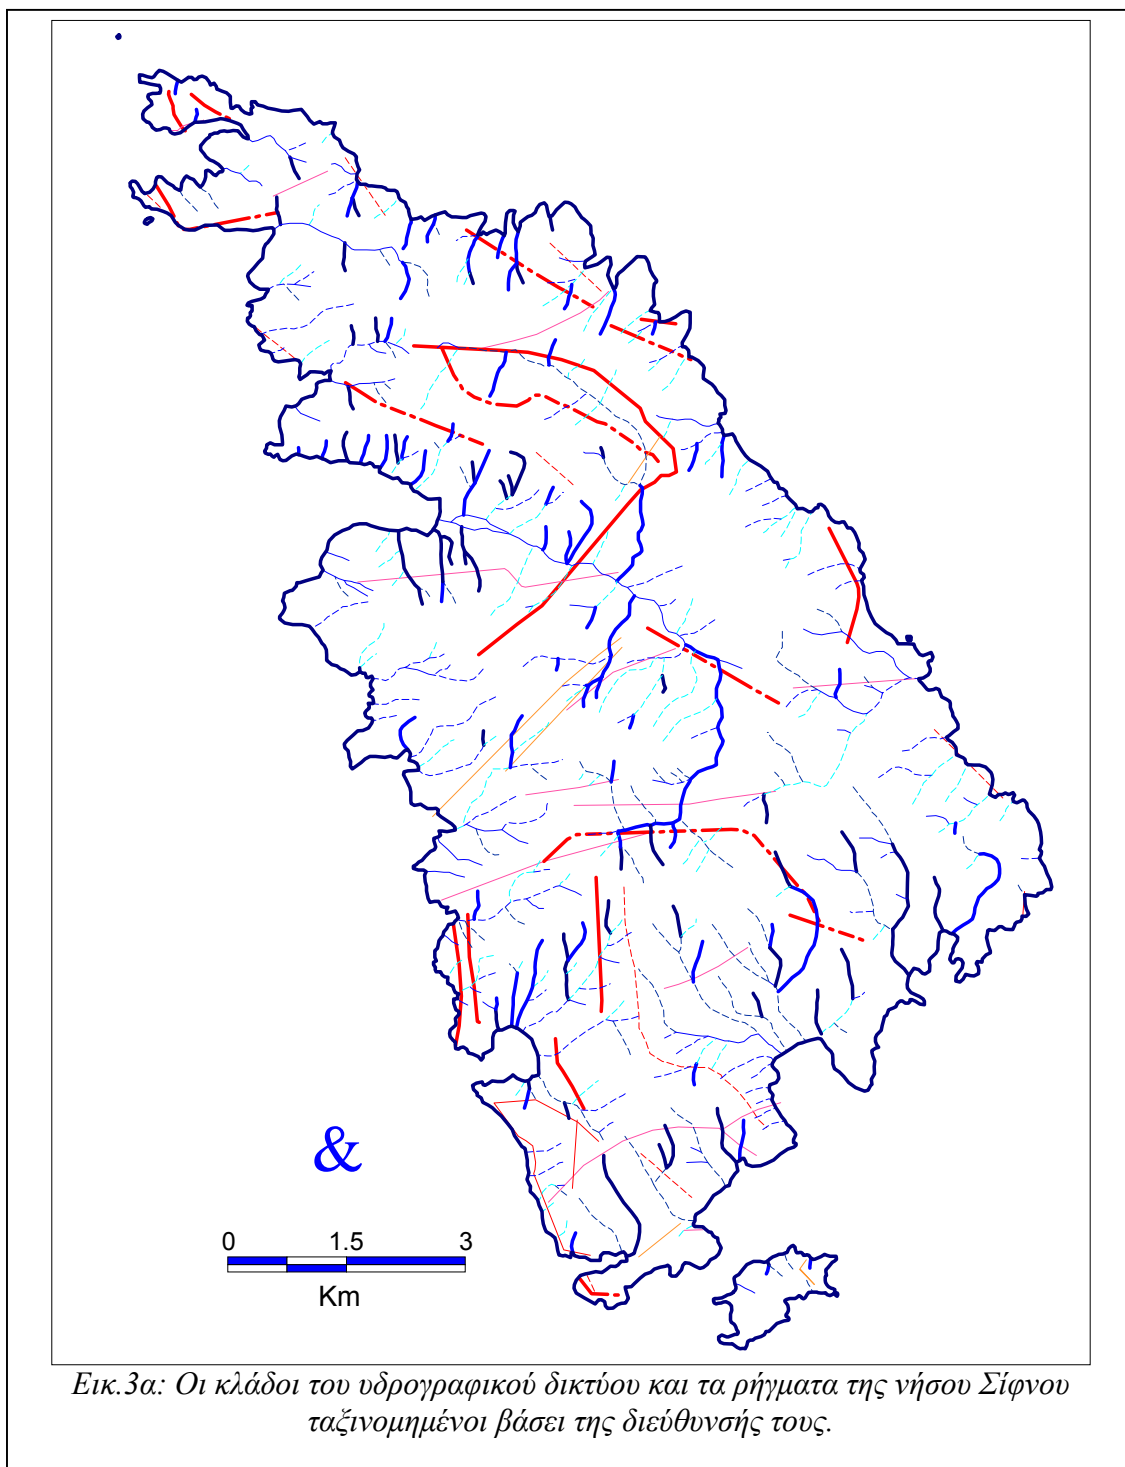 &
0 1.5 3
Km
Εικ.3α: Οι κλάδοι του υδρογραφικού δικτύου και τα ρήγματα της νήσου Σίφνου
ταξινομημένοι βάσει της διεύθυνσής τους.